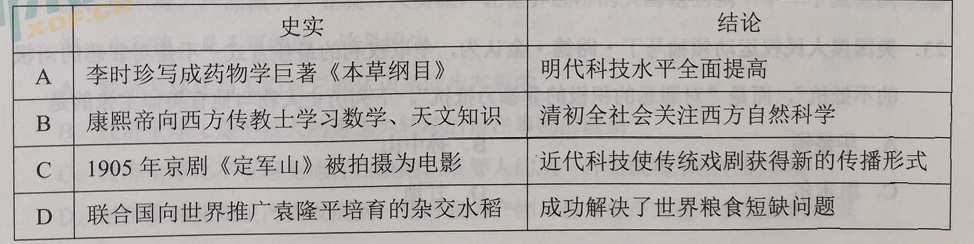 XDF.CN
史实 结论
A 李时珍写成药物学巨著《本草纲目》 明代科技水平全面提高
B 康熙帝向西方传教士学习数学、天文知识 清初全社会关注西方自然科学
C 1905年京剧《定军山》被拍摄为电影 近代科技使传统戏剧获得新的传播形式
D 联合国向世界推广袁隆平培育的杂交水稻 成功解决了世界粮食短缺问题